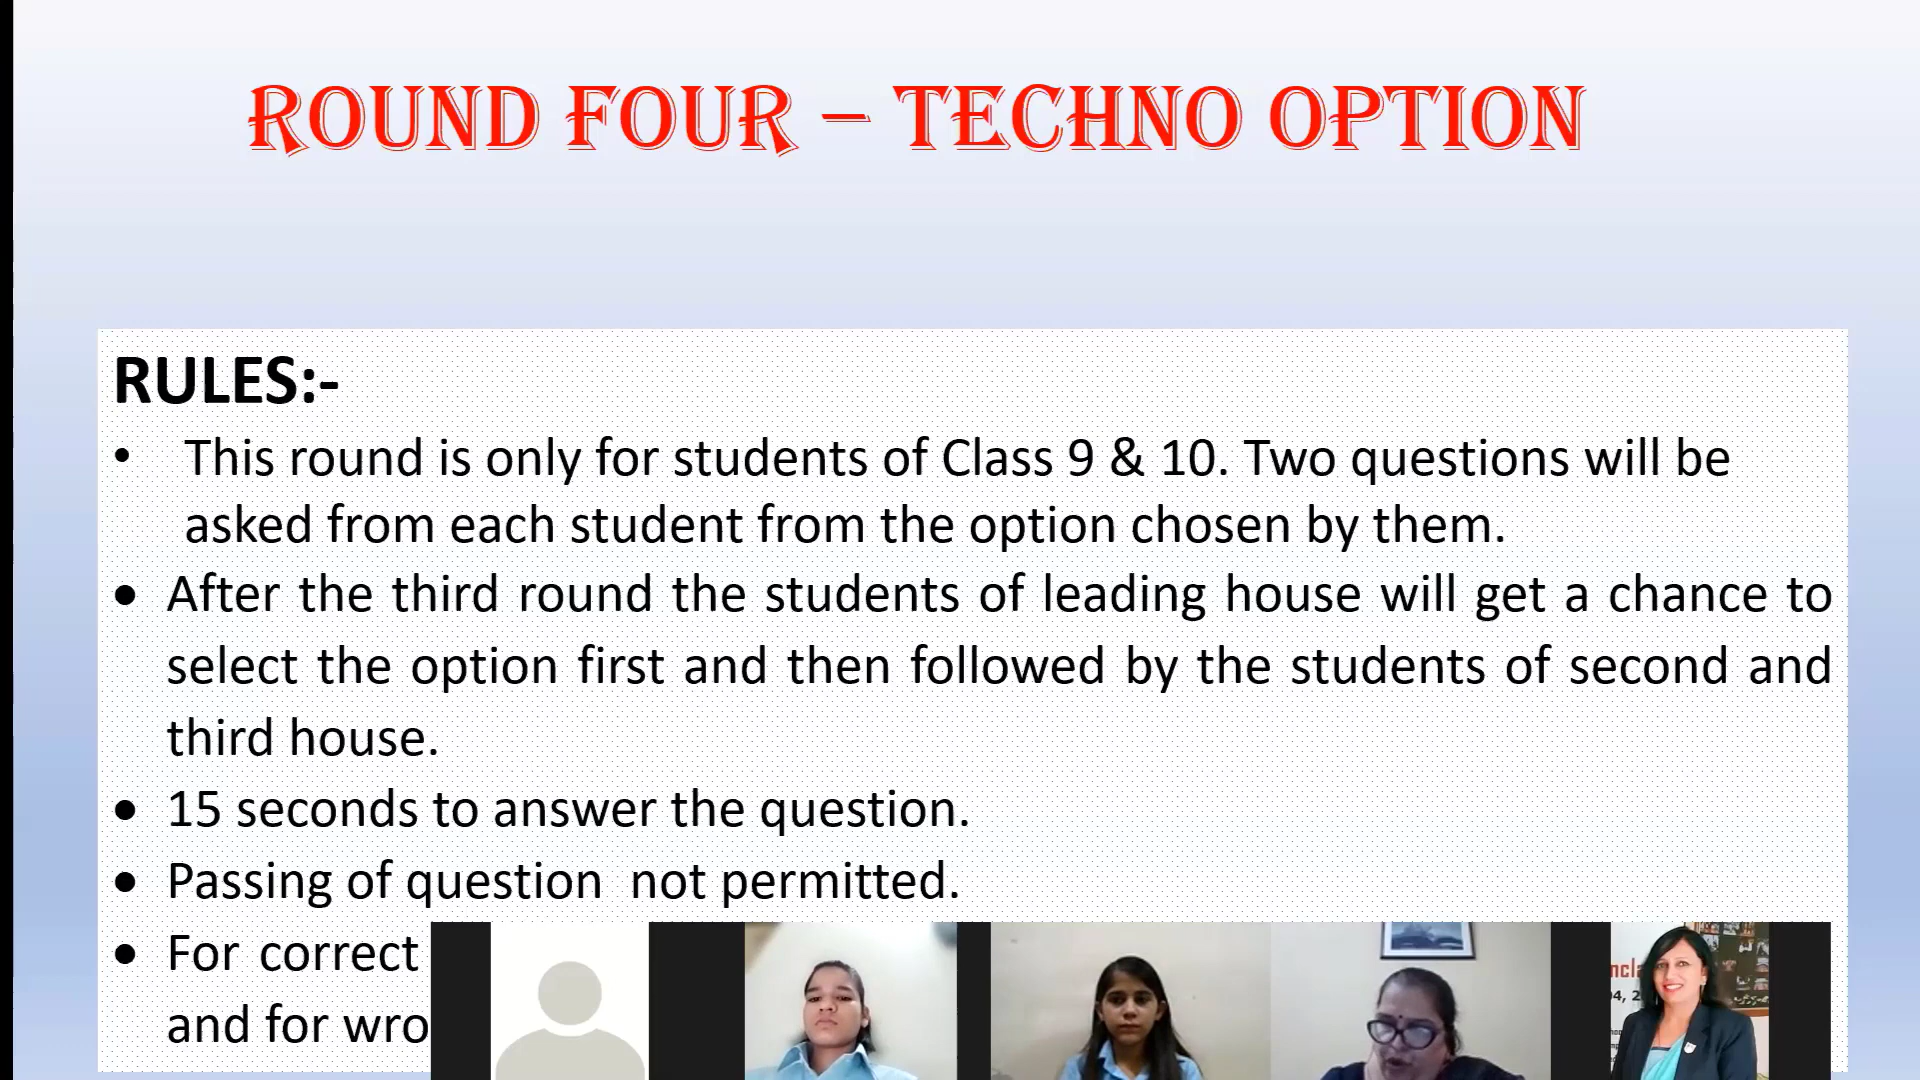 ROUND FOUR – TECHNO OPTION
RULES:-
• This round is only for students of Class 9 & 10. Two questions will be
asked from each student from the option chosen by them.
• After the third round the students of leading house will get a chance to
select the option first and then followed by the students of second and
third house.
• 15 seconds to answer the question.
• Passing of question  not permitted.
• For correct
and for wro